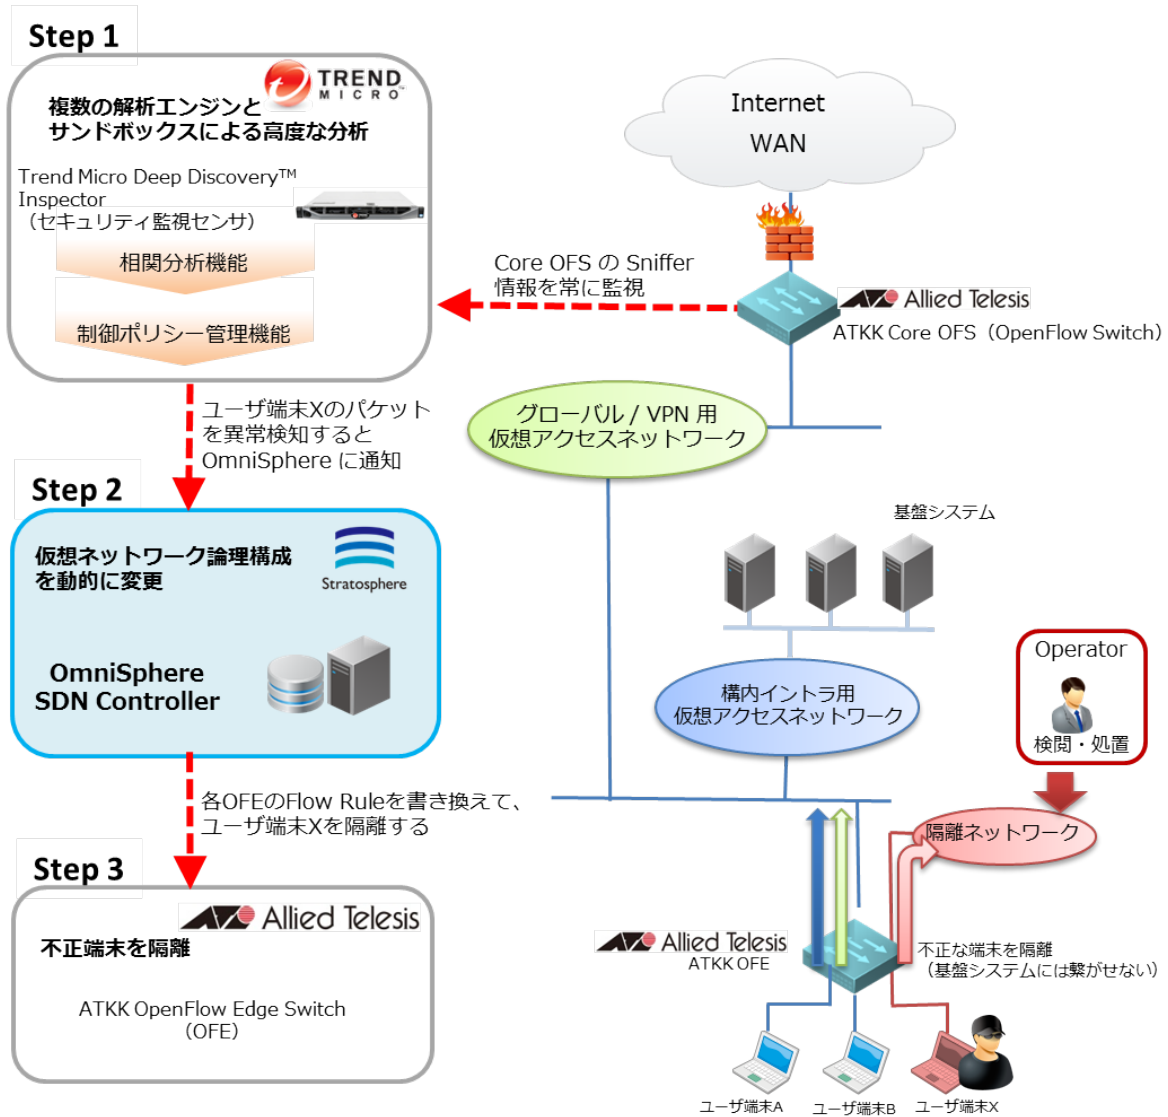 Step 1
TREND
MICRO
複数の解析エンジンと
サンドボックスによる高度な分析
Trend Micro Deep Discovery™
Inspector
（セキュリティ監視センサ）
相関分析機能
制御ポリシー管理機能
ユーザ端末Xのパケット
を異常検知すると
OmniSphere に通知
Step 2
仮想ネットワーク論理構成
を動的に変更
Stratosphere
OmniSphere
SDN Controller
各OFEのFlow Ruleを書き換えて、
ユーザ端末Xを隔離する
Step 3
Allied Telesis
不正端末を隔離
ATKK OpenFlow Edge Switch
（OFE）
Internet
WAN
Core OFS の Sniffer
情報を常に監視
Allied Telesis
ATKK Core OFS（OpenFlow Switch）
グローバル / VPN 用
仮想アクセスネットワーク
基盤システム
構内イントラ用
仮想アクセスネットワーク
Operator
検閲・処置
隔離ネットワーク
Allied Telesis
ATKK OFE
不正な端末を隔離
（基盤システムには繋がせない）
ユーザ端末A
ユーザ端末B
ユーザ端末X